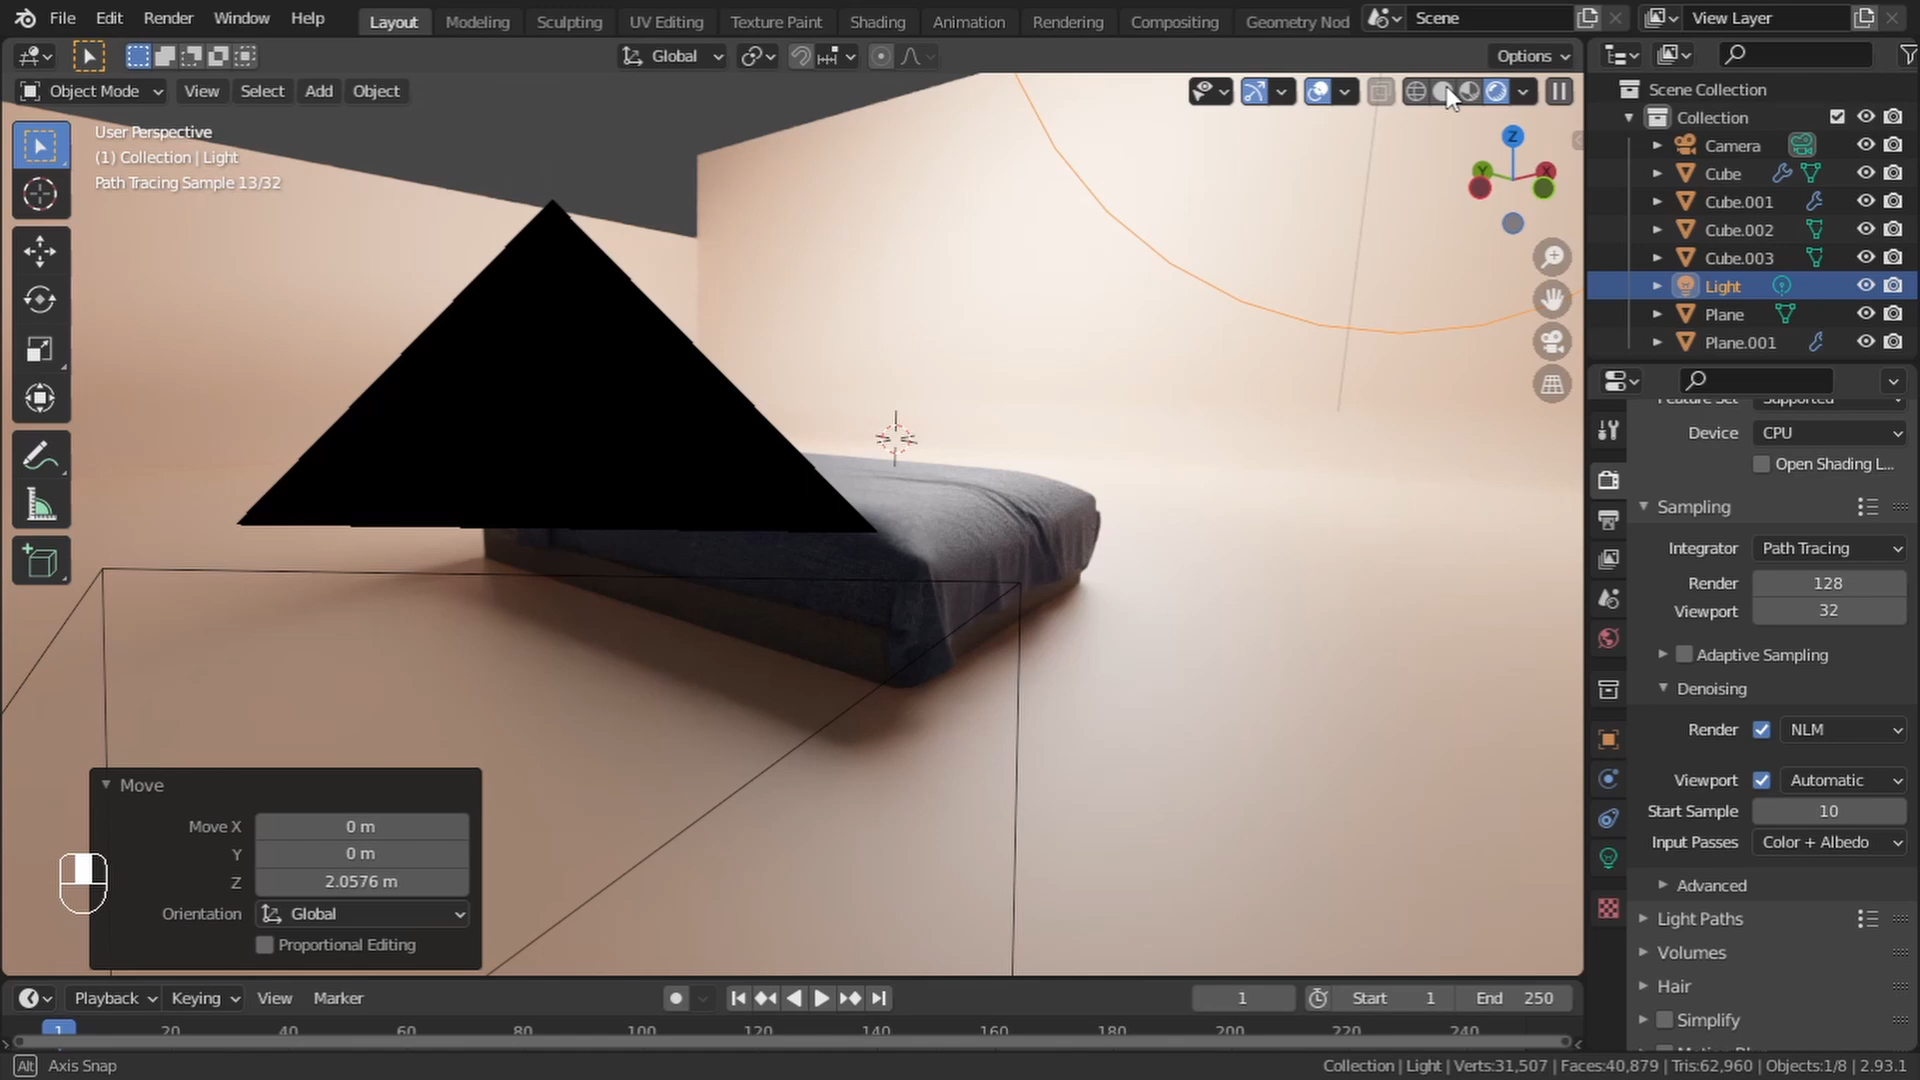 File Edit Render Window Help Layout Modeling Sculpting UV Editing Texture Paint Shading Animation Rendering Compositing Geometry Nod Scene View Layer
Global Options
Object Mode View Select Add Object
User Perspective
(1) Collection | Light
Path Tracing Sample 13/32
Z
Y X
Scene Collection
Collection
Camera
Cube
Cube.001
Cube.002
Cube.003
Light
Plane
Plane.001
Device CPU
Open Shading L...
Sampling
Integrator Path Tracing
Render 128
Viewport 32
Adaptive Sampling
Denoising
Render NLM
Viewport Automatic
Start Sample 10
Input Passes Color + Albedo
Advanced
Light Paths
Volumes
Hair
Simplify
Move
Move X 0 m
Y 0 m
Z 2.0576 m
Orientation Global
Proportional Editing
Playback Keying View Marker 1 Start 1 End 250
1 20 40 60 80 100 120 140 160 180 200 220 240
Alt Axis Snap Collection | Light | Verts:31,507 | Faces:40,879 | Tris:62,960 | Objects:1/8 | 2.93.1